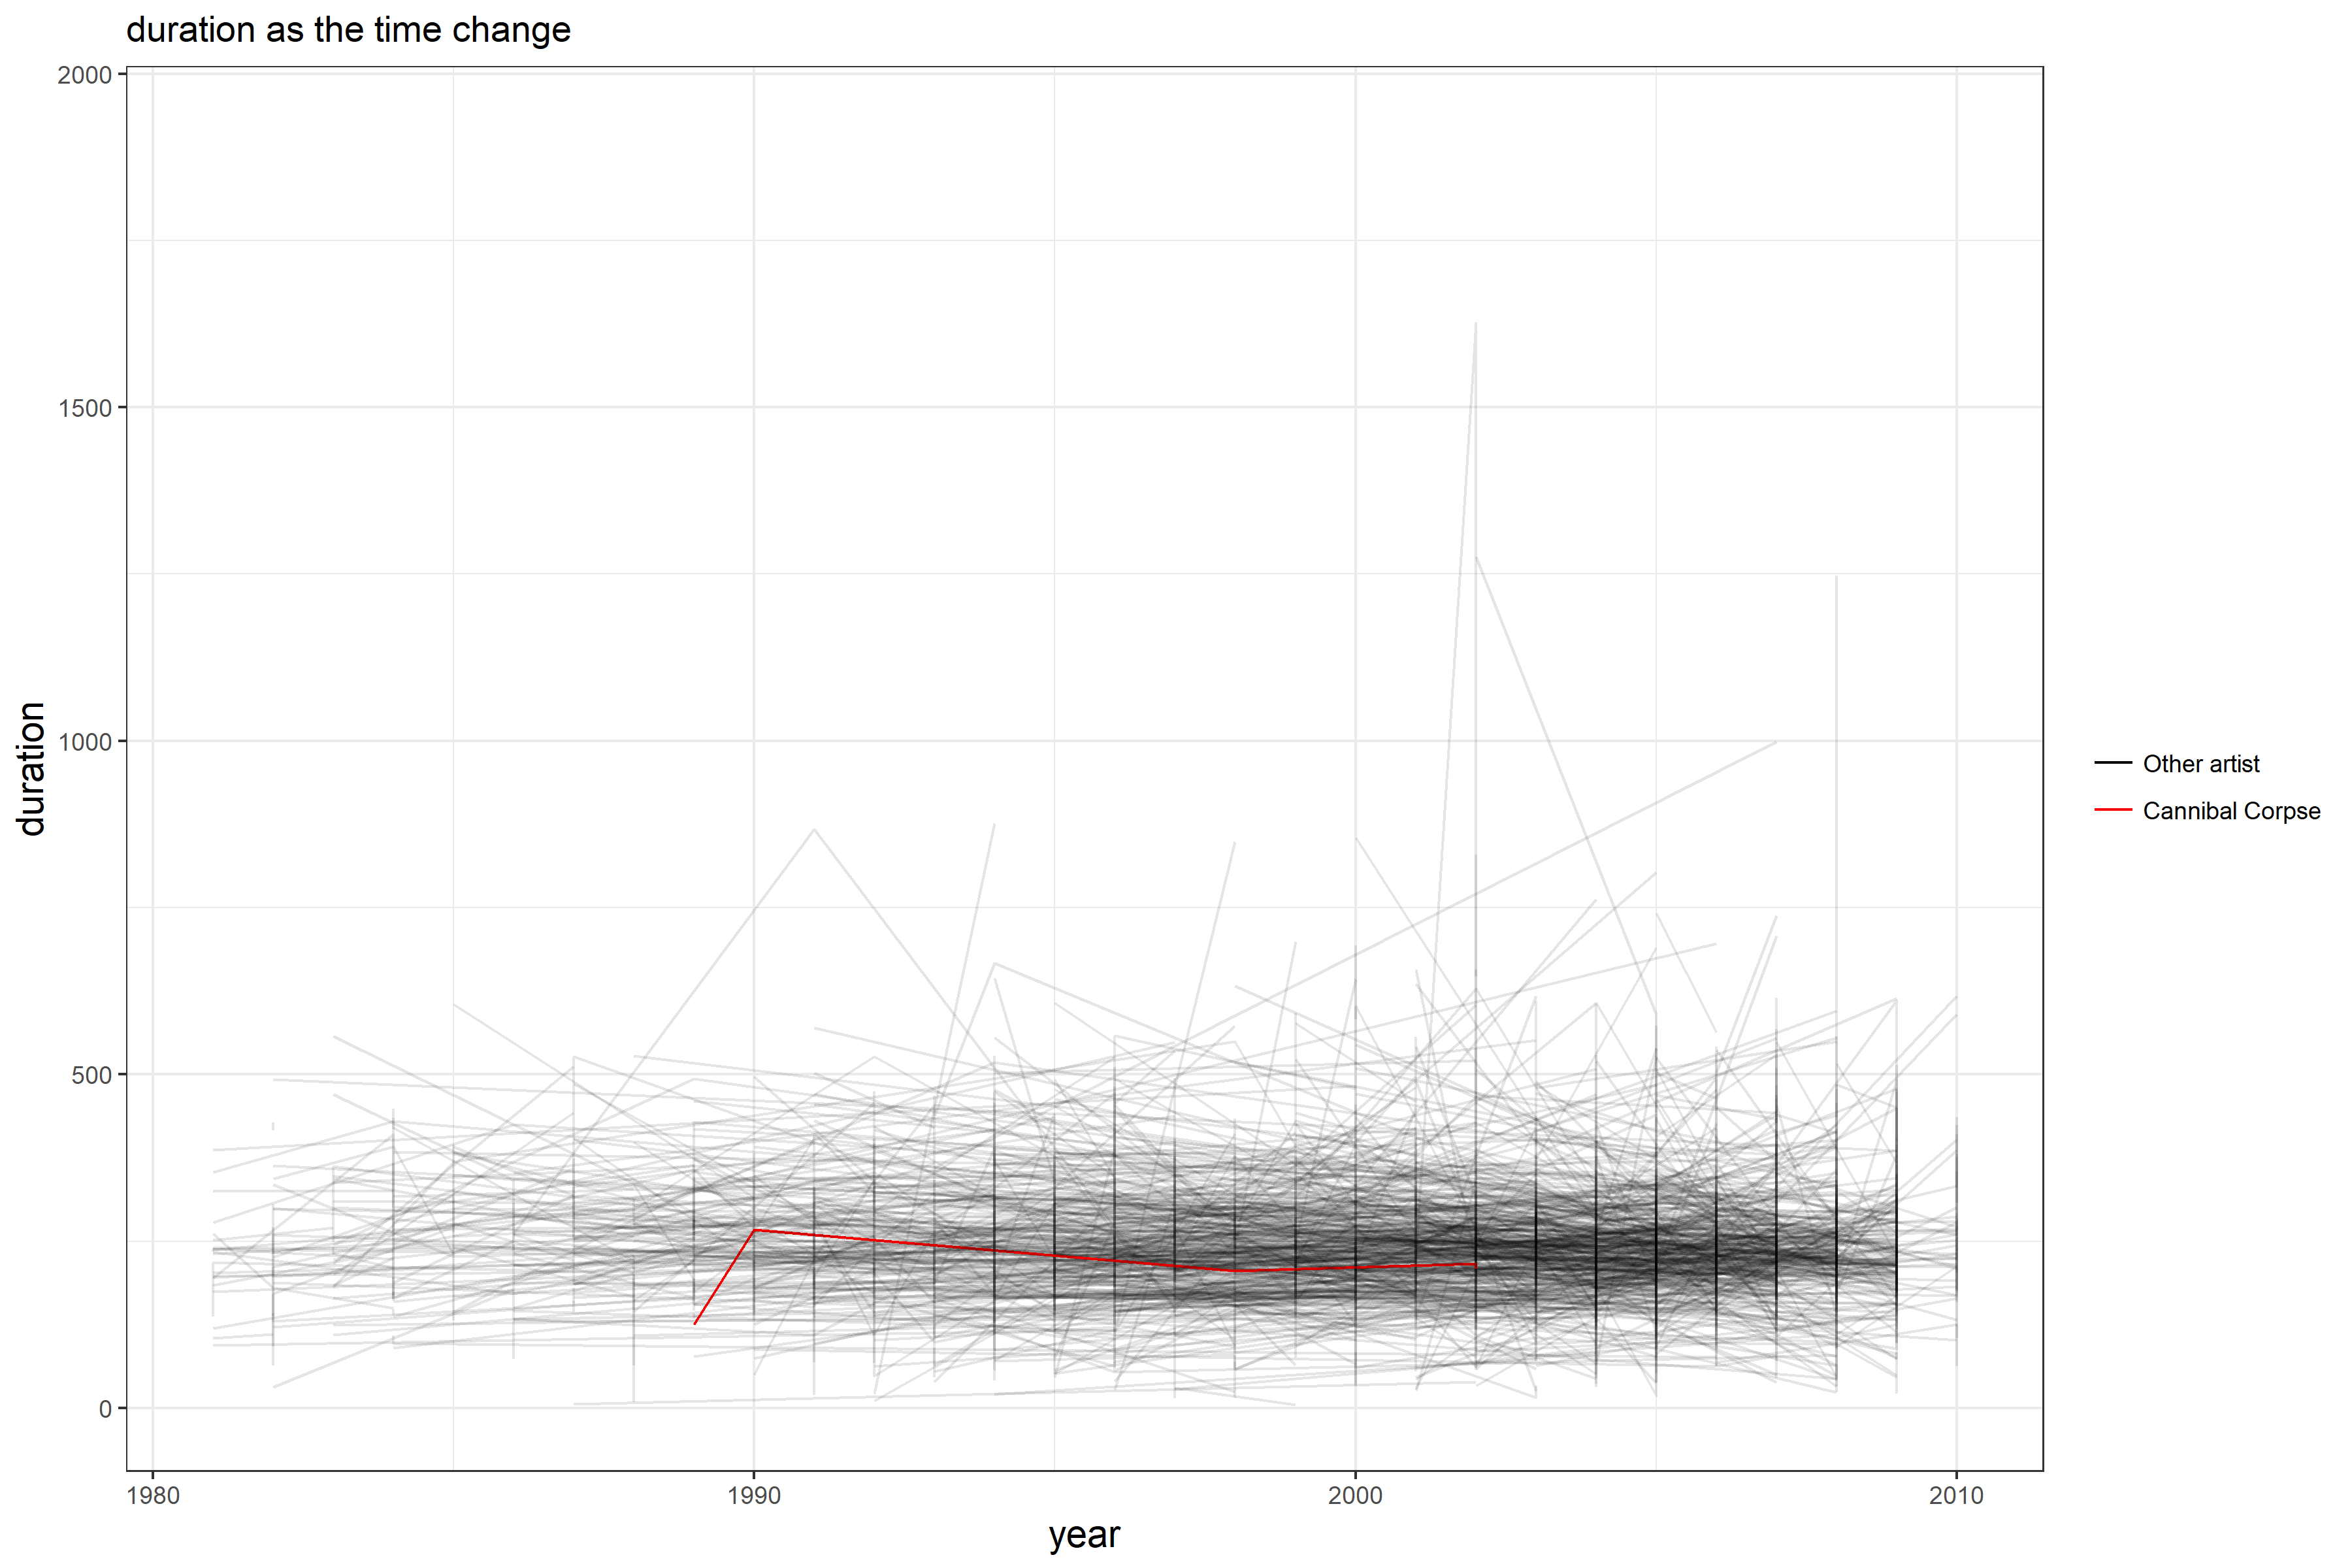 duration as the time change
2000
1500
1000
500
0
duration
1980
1990
2000
2010
year
Other artist
Cannibal Corpse